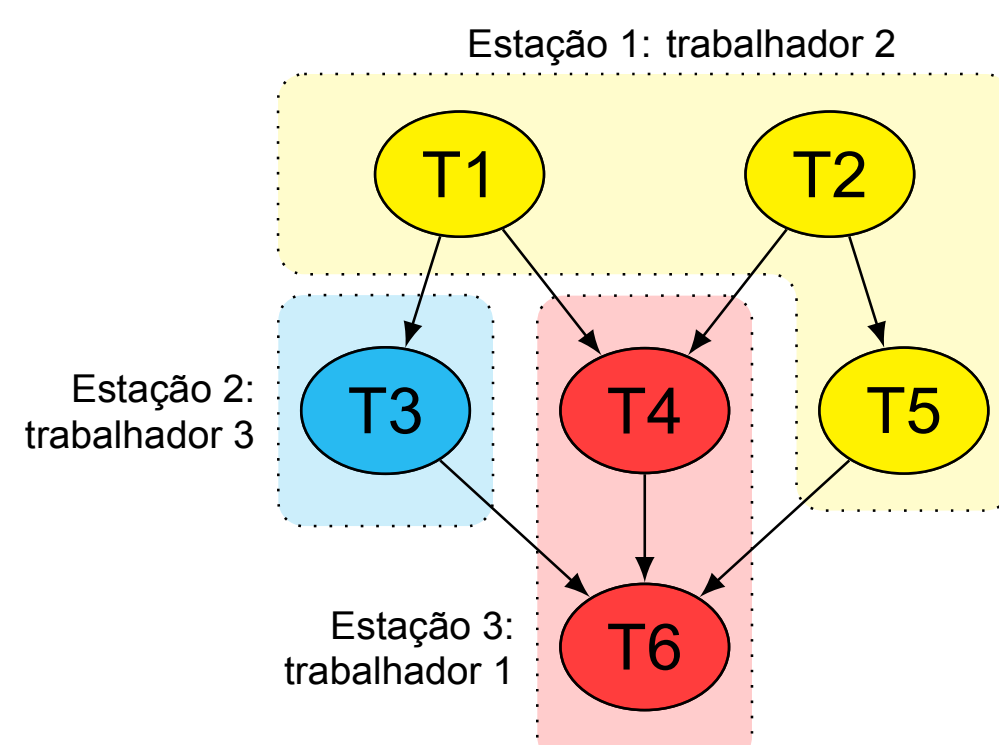 Estação 1: trabalhador 2
T1
T2
Estação 2:
trabalhador 3
T3
T4
T5
Estação 3:
trabalhador 1
T6